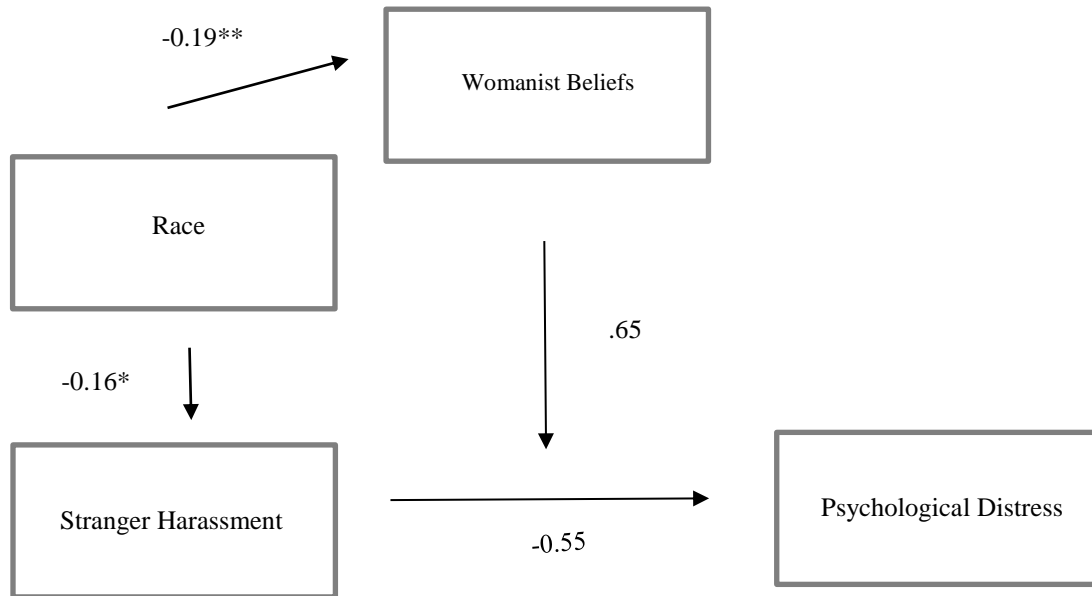 -0.19**
Womanist Beliefs
Race
.65
-0.16*
Stranger Harassment
Psychological Distress
-0.55